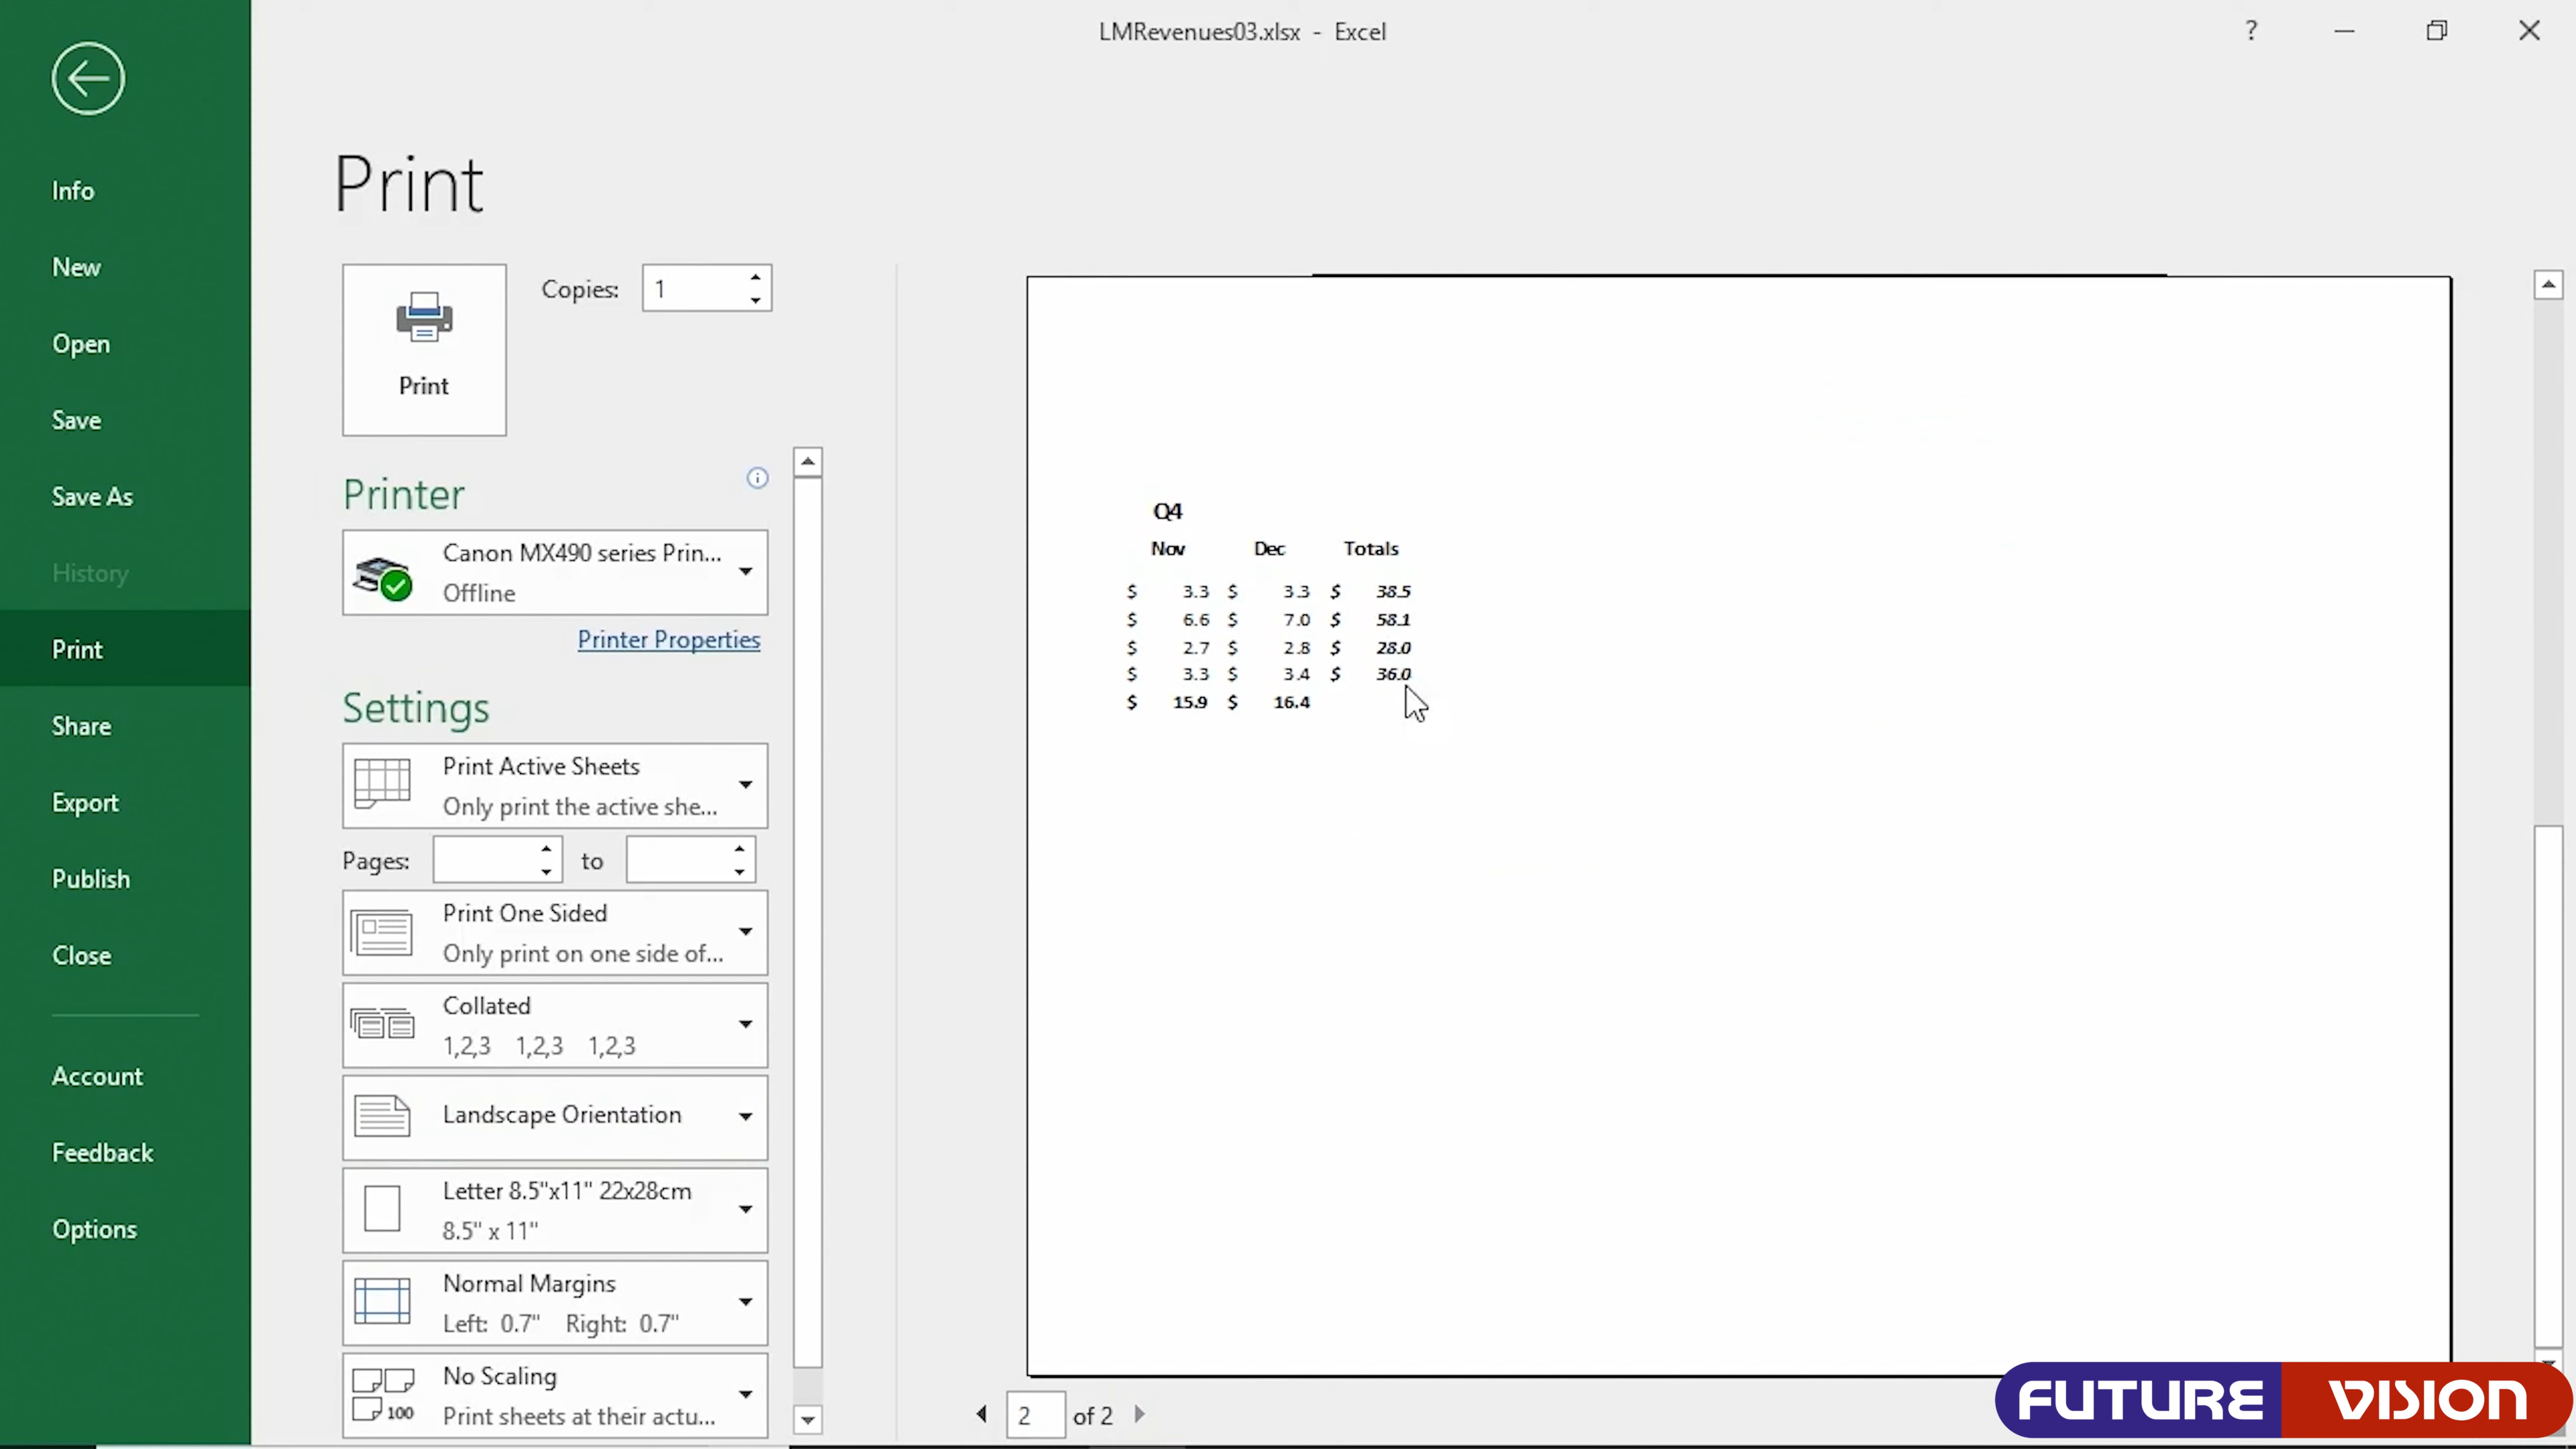 LMRevenues03.xlsx - Excel
?
Info
New
Open
Save
Save As
History
Print
Share
Export
Publish
Close
Account
Feedback
Options
Print
Print
Copies: 1
Printer
Canon MX490 series Prin...
Offline
Printer Properties
Settings
Print Active Sheets
Only print the active she...
Pages: to
Print One Sided
Only print on one side of...
Collated
1,2,3 1,2,3 1,2,3
Landscape Orientation
Letter 8.5"x11" 22x28cm
8.5" x 11"
Normal Margins
Left: 0.7" Right: 0.7"
No Scaling
100
Print sheets at their actu...
Q4
Nov Dec Totals
$ 3.3 $ 3.3 $ 38.5
$ 6.6 $ 7.0 $ 58.1
$ 2.7 $ 2.8 $ 28.0
$ 3.3 $ 3.4 $ 36.0
$ 15.9 $ 16.4
2 of 2
FUTURE VISION